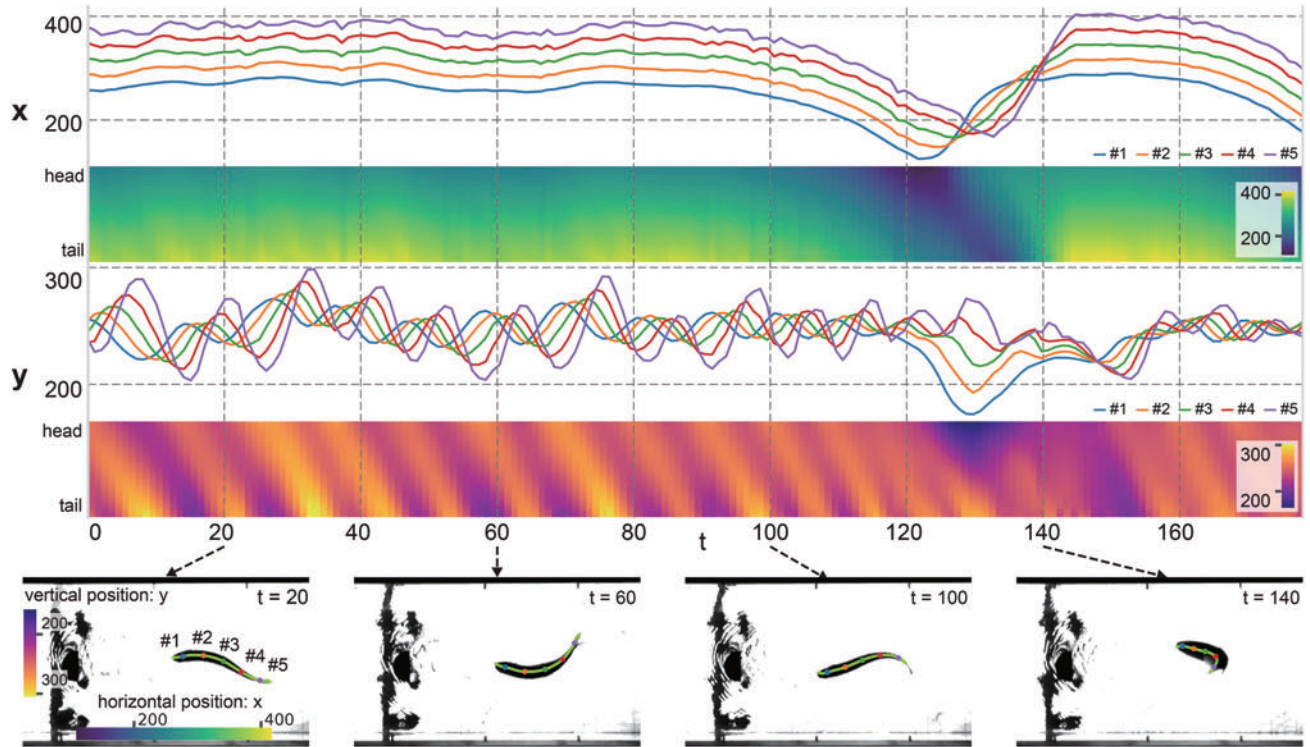 400
x
200
#1 #2 #3 #4 #5
head
tail
400
200
300
y
200
#1 #2 #3 #4 #5
head
tail
300
200
0 20 40 60 80 100 120 140 160
t
vertical position: y
t = 20
t = 60
t = 100
t = 140
200
300
#1 #2 #3 #4 #5
horizontal position: x
200 400